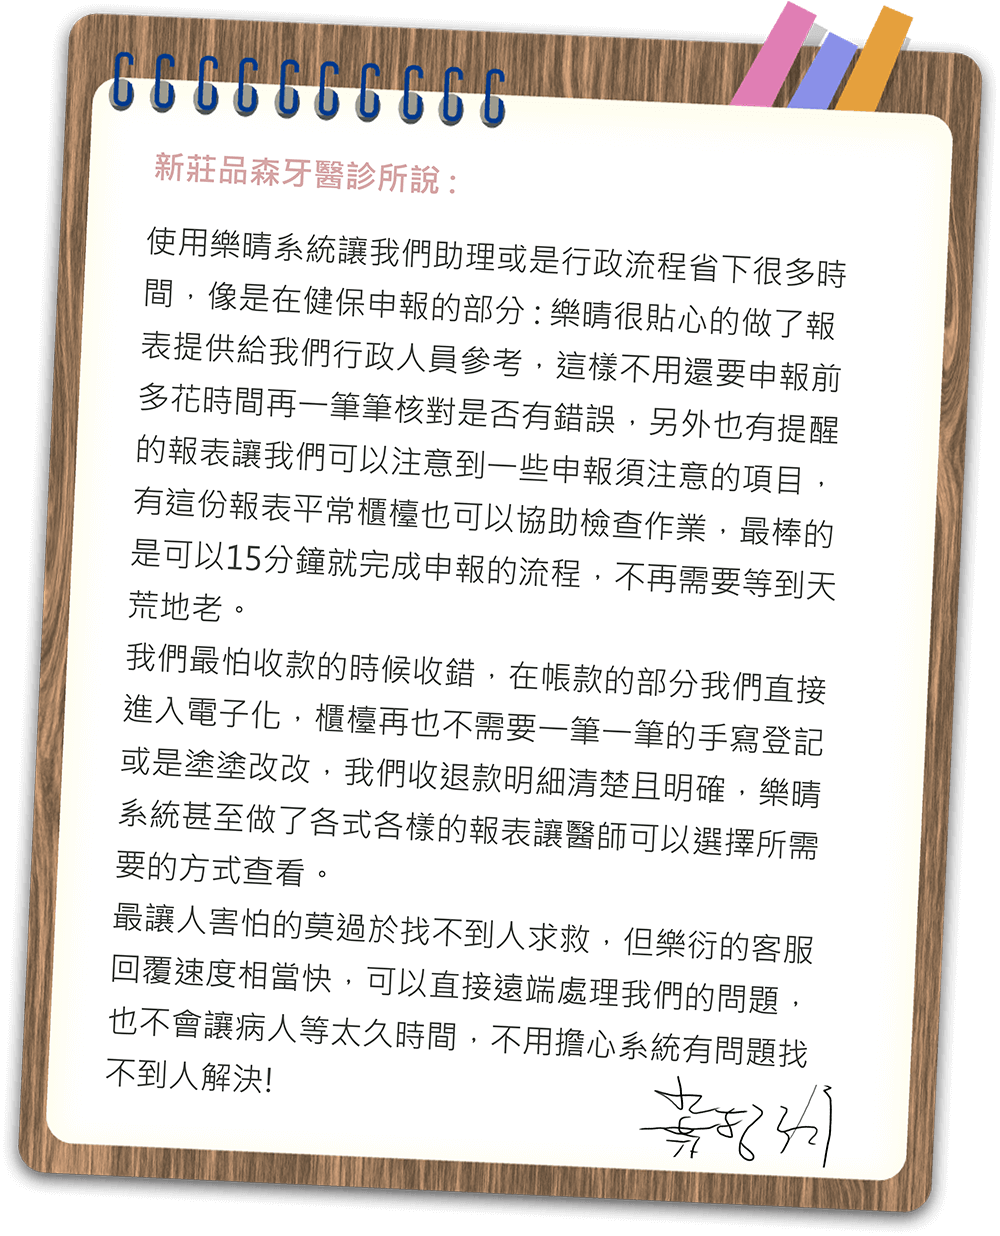 新莊品森牙醫診所說 :
使用樂晴系統讓我們助理或是行政流程省下很多時
間，像是在健保申報的部分 : 樂晴很貼心的做了報
表提供給我們行政人員參考，這樣不用還要申報前
多花時間再一筆筆核對是否有錯誤，另外也有提醒
的報表讓我們可以注意到一些申報須注意的項目，
有這份報表平常櫃檯也可以協助檢查作業，最棒的
是可以15分鐘就完成申報的流程，不再需要等到天
荒地老。
我們最怕收款的時候收錯，在帳款的部分我們直接
進入電子化，櫃檯再也不需要一筆一筆的手寫登記
或是塗塗改改，我們收退款明細清楚且明確，樂晴
系統甚至做了各式各樣的報表讓醫師可以選擇所需
要的方式查看。
最讓人害怕的莫過於找不到人求救，但樂衍的客服
回覆速度相當快，可以直接遠端處理我們的問題，
也不會讓病人等太久時間，不用擔心系統有問題找
不到人解決!